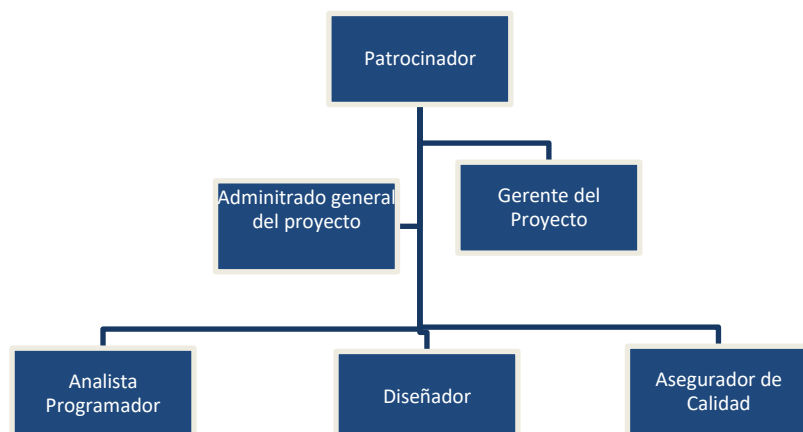 Patrocinador
Adminitrado general
del proyecto
Gerente del
Proyecto
Analista
Programador
Diseñador
Asegurador de
Calidad